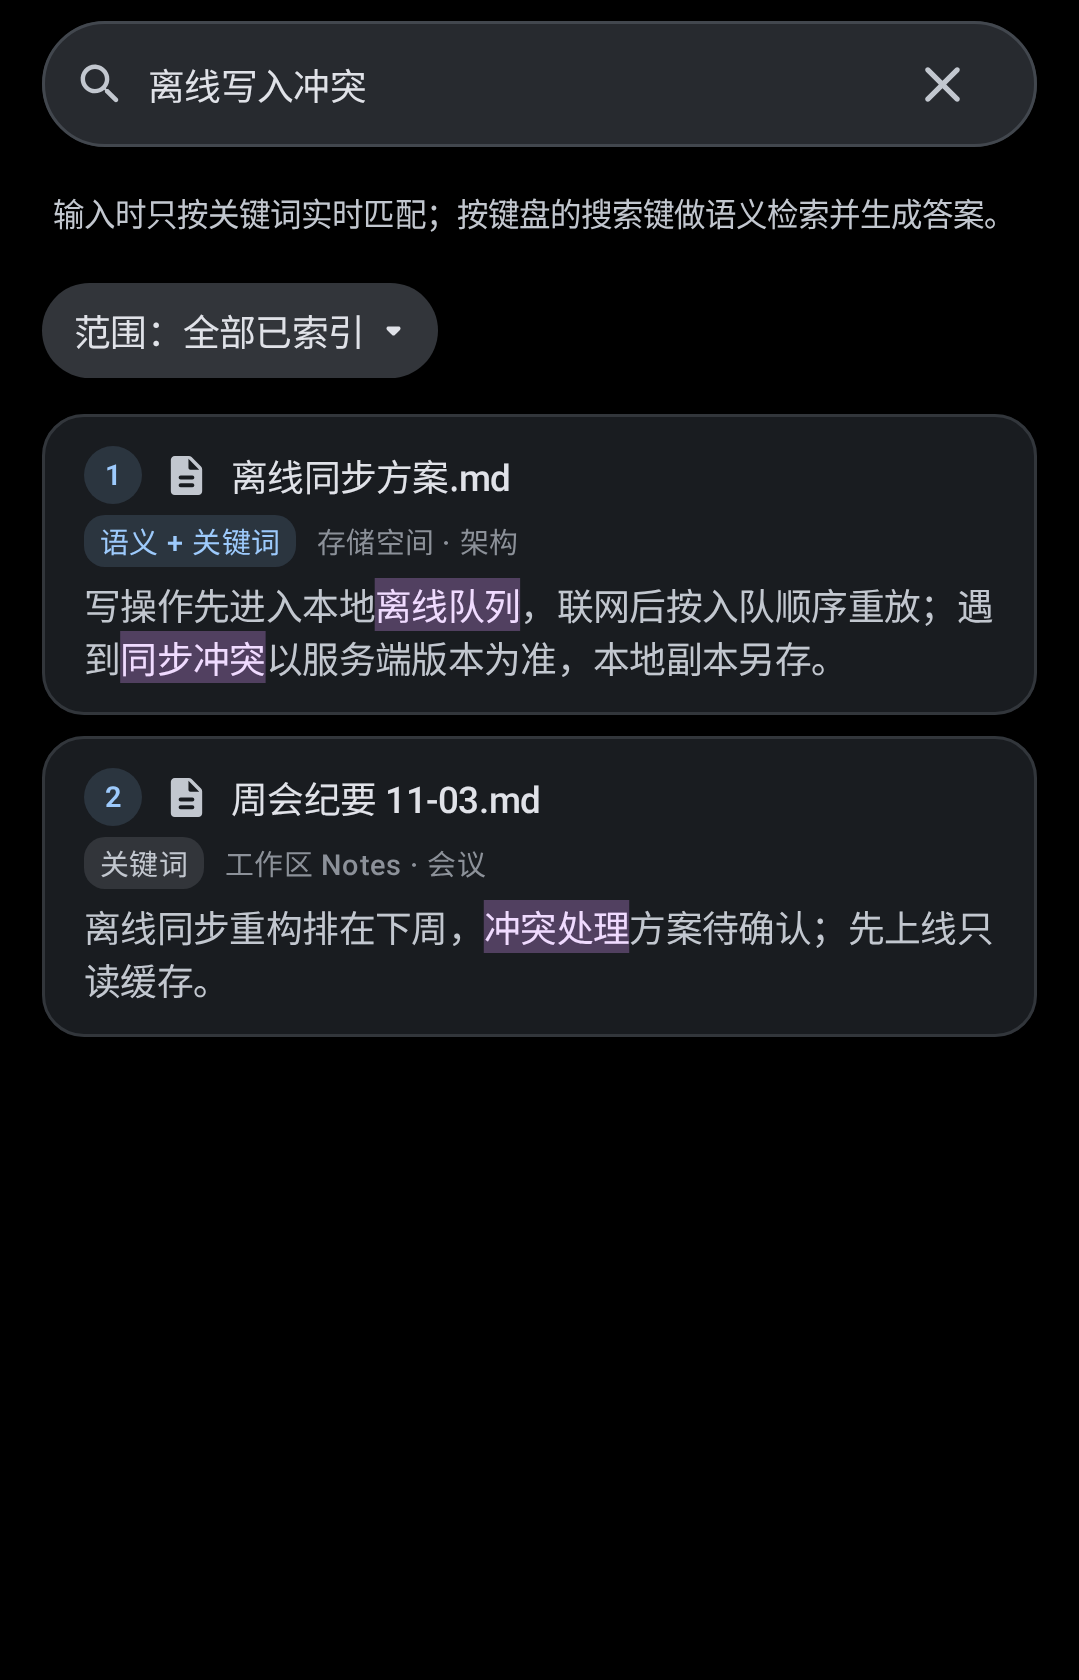 离线写入冲突
输入时只按关键词实时匹配；按键盘的搜索键做语义检索并生成答案。
范围：全部已索引
1 离线同步方案.md
语义 + 关键词 存储空间 · 架构
写操作先进入本地离线队列，联网后按入队顺序重放；遇
到同步冲突以服务端版本为准，本地副本另存。
2 周会纪要 11-03.md
关键词 工作区 Notes · 会议
离线同步重构排在下周，冲突处理方案待确认；先上线只
读缓存。